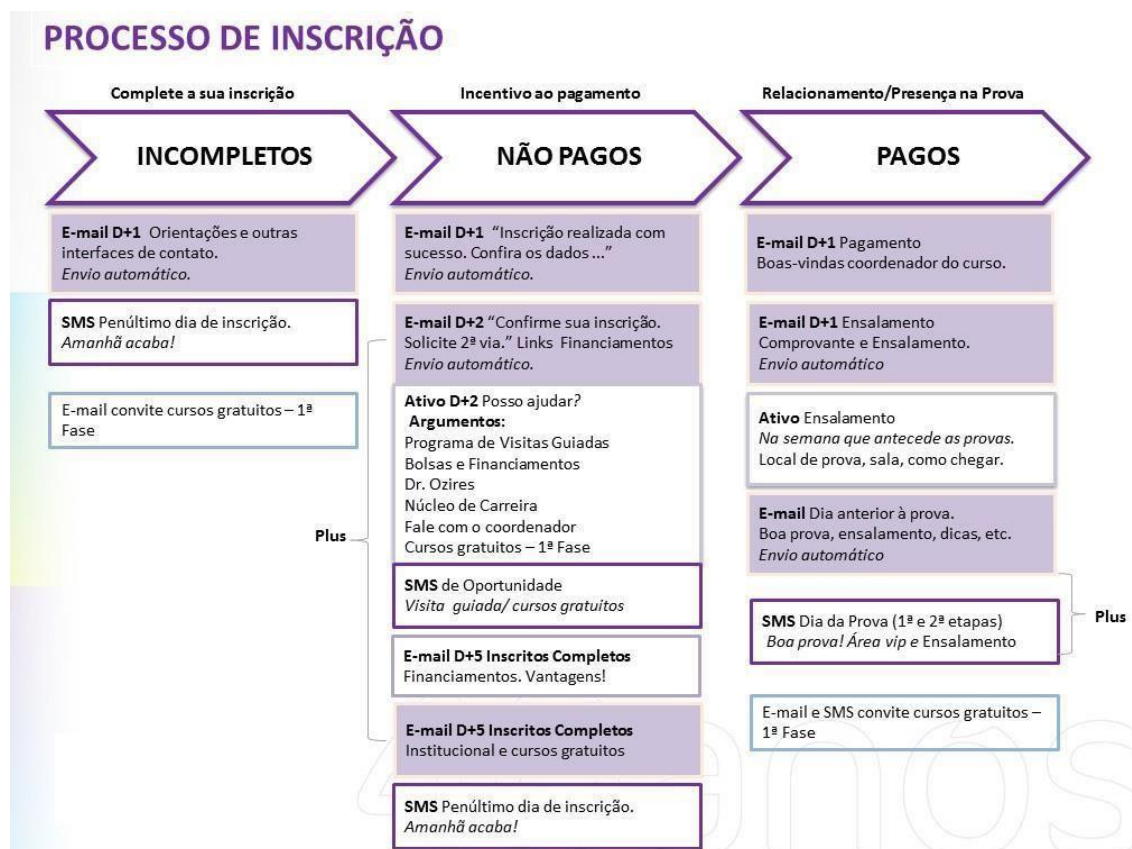 PROCESSO DE INSCRIÇÃO
Complete a sua inscrição
INCOMPLETOS
E-mail D+1 Orientações e outras
interfaces de contato.
Envio automático.
SMS Penúltimo dia de inscrição.
Amanhã acaba!
E-mail convite cursos gratuitos – 1ª
Fase
Incentivo ao pagamento
NÃO PAGOS
E-mail D+1 “Inscrição realizada com
sucesso. Confira os dados ...”
Envio automático.
E-mail D+2 “Confirme sua inscrição.
Solicite 2ª via.” Links Financiamentos
Envio automático.
Ativo D+2 Posso ajudar?
Argumentos:
Programa de Visitas Guiadas
Bolsas e Financiamentos
Dr. Ozires
Núcleo de Carreira
Fale com o coordenador
Cursos gratuitos – 1ª Fase
Plus
SMS de Oportunidade
Visita guiada/ cursos gratuitos
E-mail D+5 Inscritos Completos
Financiamentos. Vantagens!
E-mail D+5 Inscritos Completos
Institucional e cursos gratuitos
SMS Penúltimo dia de inscrição.
Amanhã acaba!
Relacionamento/Presença na Prova
PAGOS
E-mail D+1 Pagamento
Boas-vindas coordenador do curso.
E-mail D+1 Ensalamento
Comprovante e Ensalamento.
Envio automático
Ativo Ensalamento
Na semana que antecede as provas.
Local de prova, sala, como chegar.
E-mail Dia anterior à prova.
Boa prova, ensalamento, dicas, etc.
Envio automático
SMS Dia da Prova (1ª e 2ª etapas)
Boa prova! Área vip e Ensalamento
Plus
E-mail e SMS convite cursos gratuitos –
1ª Fase